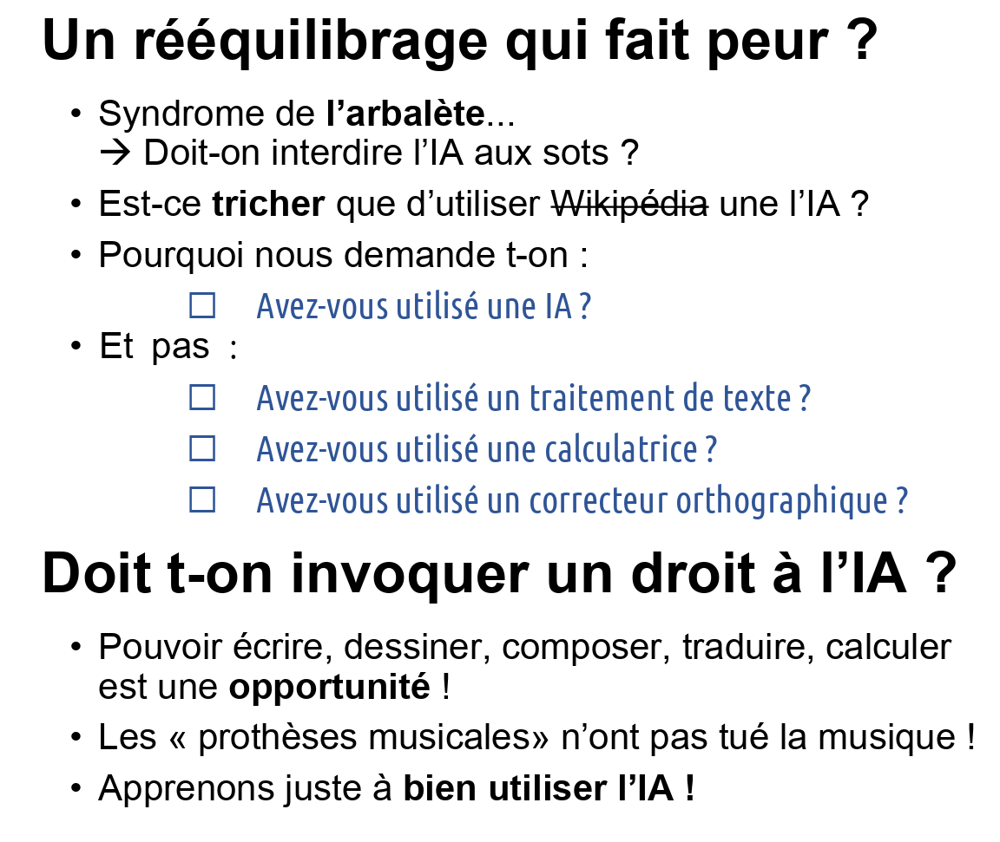 Un rééquilibrage qui fait peur ?
• Syndrome de l’arbalète...
→ Doit-on interdire l’IA aux sots ?
• Est-ce tricher que d’utiliser Wikipédia une l’IA ?
• Pourquoi nous demande t-on :
☐ Avez-vous utilisé une IA ?
• Et pas :
☐ Avez-vous utilisé un traitement de texte ?
☐ Avez-vous utilisé une calculatrice ?
☐ Avez-vous utilisé un correcteur orthographique ?
Doit t-on invoquer un droit à l’IA ?
• Pouvoir écrire, dessiner, composer, traduire, calculer
est une opportunité !
• Les « prothèses musicales» n’ont pas tué la musique !
• Apprenons juste à bien utiliser l’IA !